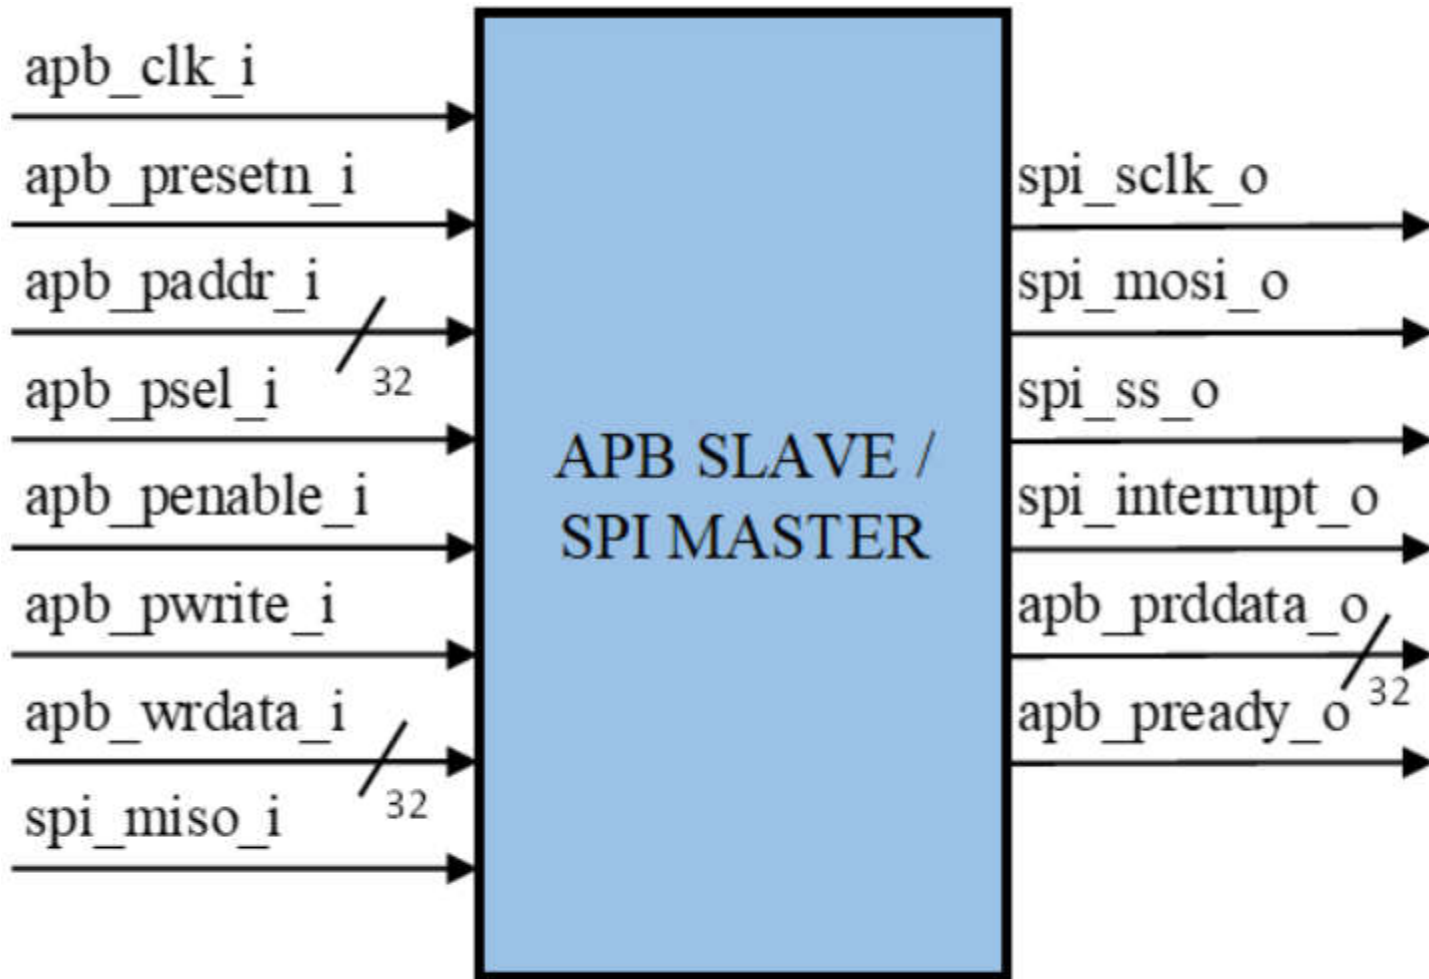 apb_clk_i
apb_presetn_i
apb_paddr_i
32
apb_psel_i
apb_penable_i
apb_pwrite_i
apb_wrdata_i
32
spi_miso_i
APB SLAVE /
SPI MASTER
spi_sclk_o
spi_mosi_o
spi_ss_o
spi_interrupt_o
apb_prddata_o
32
apb_pready_o